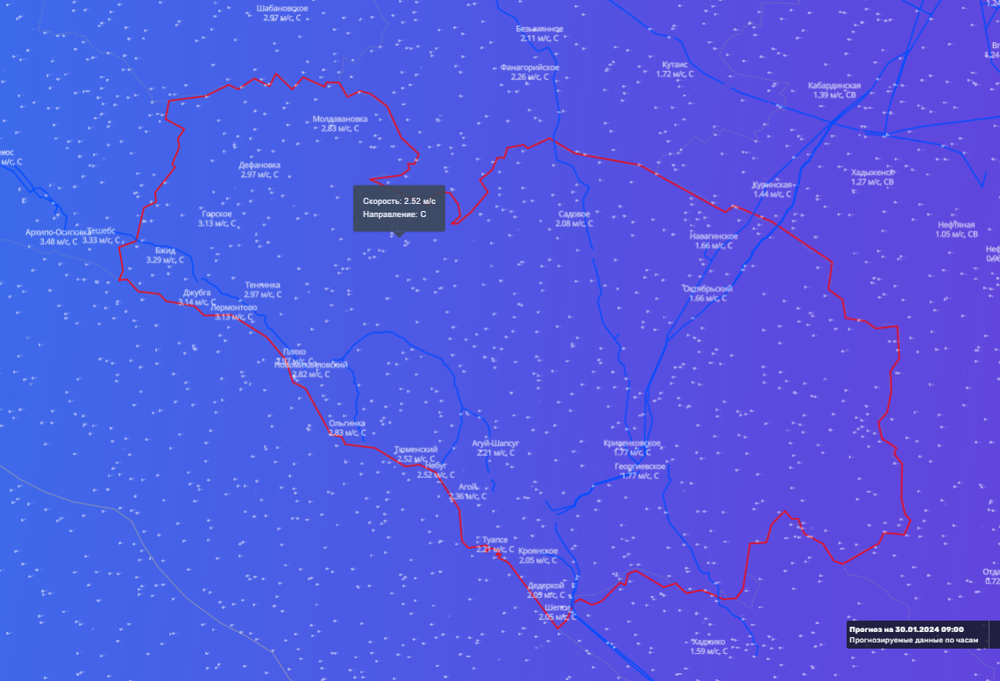 Шабановское
2.97 м/с, С
Безымянное
2.11 м/с, С
Фанагорийское
2.26 м/с, С
Кутаис
1.72 м/с, С
Кабардинская
1.39 м/с, СВ
Молдавановка
2.83 м/с, С
Дефановка
2.97 м/с, С
м/с, С
Хадыженск
1.27 м/с, СВ
Куринская
1.44 м/с, С
Скорость: 2.52 м/с
Направление: С
Горское
3.13 м/с, С
Садовое
2.08 м/с, С
Нефтяная
1.05 м/с, СВ
Архипо-Осиповка
3.48 м/с, С
Тешебс
3.33 м/с, С
Навагинское
1.66 м/с, С
Бжид
3.29 м/с, С
Тенгинка
2.97 м/с, С
Октябрьский
1.66 м/с, С
Джубга
3.14 м/с, С
Лермонтово
3.13 м/с, С
Пляхо
2.97 м/с, С
Новомихайловский
2.82 м/с, С
Ольгинка
2.83 м/с, С
Тюменский
2.52 м/с, С
Небуг
2.52 м/с, С
Агуй-Шапсуг
2.21 м/с, С
Кривенковское
1.77 м/с, С
Георгиевское
1.77 м/с, С
Агой
2.36 м/с, С
Туапсе
2.21 м/с, С
Кроянское
2.05 м/с, С
Дедеркой
2.05 м/с, С
Шепси
2.05 м/с, С
Отда
0.72
Хаджико
1.59 м/с, С
Прогноз на 30.01.2024 09:00
Прогнозируемые данные по часам